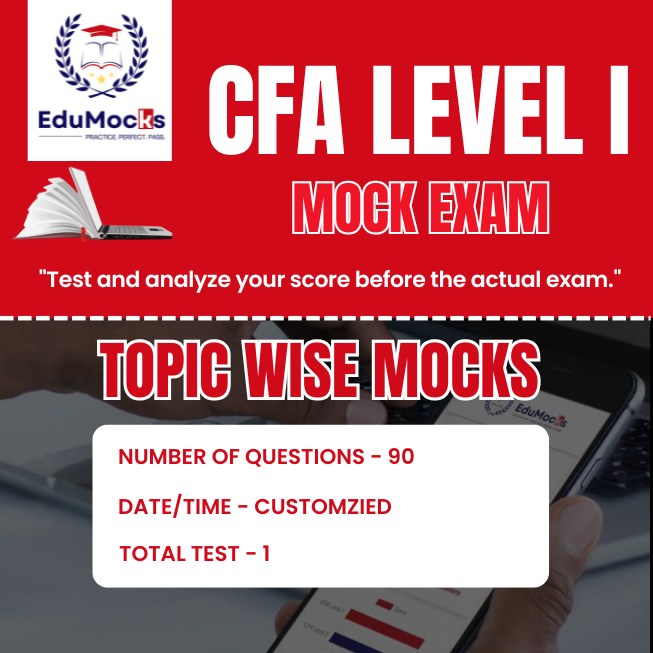 EduMocks
PRACTICE. PERFECT. PASS.
CFA LEVEL I
MOCK EXAM
"Test and analyze your score before the actual exam."
TOPIC WISE MOCKS
EduMocks
NUMBER OF QUESTIONS - 90
DATE/TIME - CUSTOMZIED
TOTAL TEST - 1